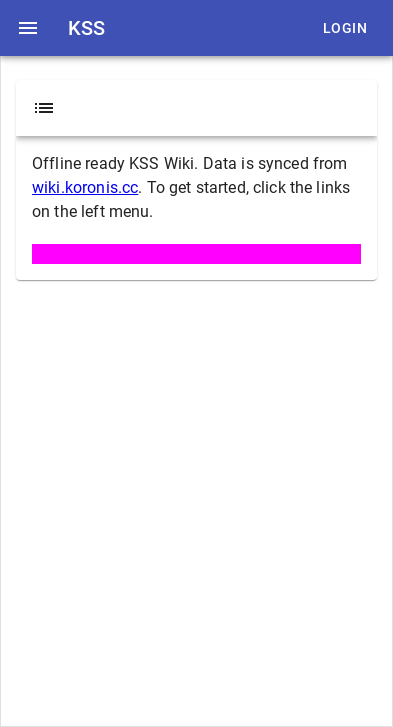 KSS
LOGIN
Offline ready KSS Wiki. Data is synced from
wiki.koronis.cc. To get started, click the links
on the left menu.